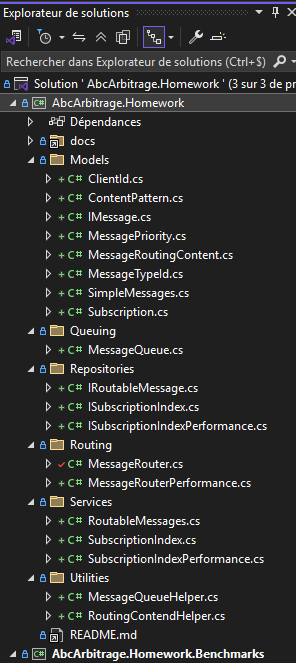 Explorateur de solutions
Rechercher dans Explorateur de solutions (Ctrl+$)
Solution ' AbcArbitrage.Homework ' (3 sur 3 de pr
C# AbcArbitrage.Homework
Dépendances
docs
Models
C# ClientId.cs
C# ContentPattern.cs
C# IMessage.cs
C# MessagePriority.cs
C# MessageRoutingContent.cs
C# MessageTypeId.cs
C# SimpleMessages.cs
C# Subscription.cs
Queuing
C# MessageQueue.cs
Repositories
C# IRoutableMessage.cs
C# ISubscriptionIndex.cs
C# ISubscriptionIndexPerformance.cs
Routing
C# MessageRouter.cs
C# MessageRouterPerformance.cs
Services
C# RoutableMessages.cs
C# SubscriptionIndex.cs
C# SubscriptionIndexPerformance.cs
Utilities
C# MessageQueueHelper.cs
C# RoutingContendHelper.cs
README.md
C# AbcArbitrage.Homework.Benchmarks